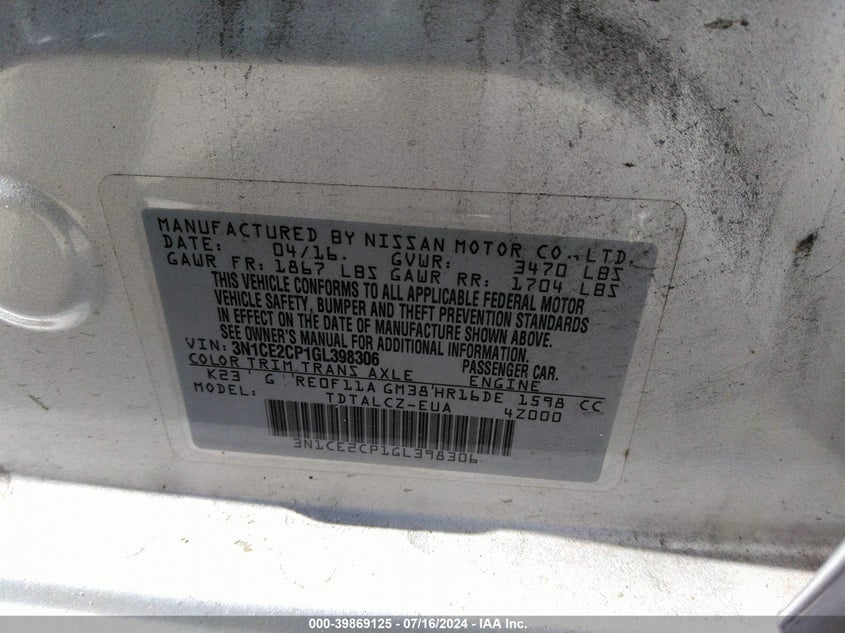 MANUFACTURED BY NISSAN MOTOR CO.,LTD.
DATE: 04/16. GVWR: 3470 LBS
GAWR FR: 1867 LBS GAWR RR: 1704 LBS
THIS VEHICLE CONFORMS TO ALL APPLICABLE FEDERAL MOTOR
VEHICLE SAFETY, BUMPER AND THEFT PREVENTION STANDARDS
IN EFFECT ON THE DATE OF MANUFACTURE SHOWN ABOVE.
SEE OWNER'S MANUAL FOR ADDITIONAL INFORMATION.
VIN: 3N1CE2CP1GL398306 PASSENGER CAR.
COLOR TRIM TRANS AXLE ENGINE
K23 G RE0F11A GM38 HR16DE 1598 CC
MODEL: TDTALCZ-EUA 4Z000
3N1CE2CP1GL398306
000-39869125 - 07/16/2024 - IAA Inc.